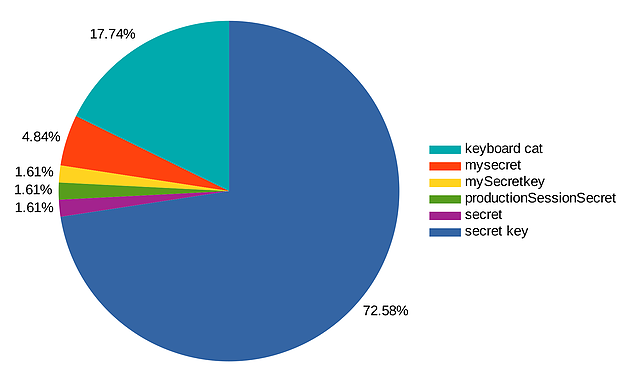 17.74%
4.84%
1.61%
1.61%
1.61%
72.58%
keyboard cat
mysecret
mySecretkey
productionSessionSecret
secret
secret key